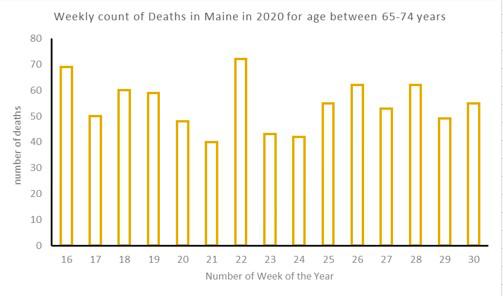 Weekly count of Deaths in Maine in 2020 for age between 65-74 years
80
70
60
50
40
30
20
10
0
number of deaths
16 17 18 19 20 21 22 23 24 25 26 27 28 29 30
Number of Week of the Year